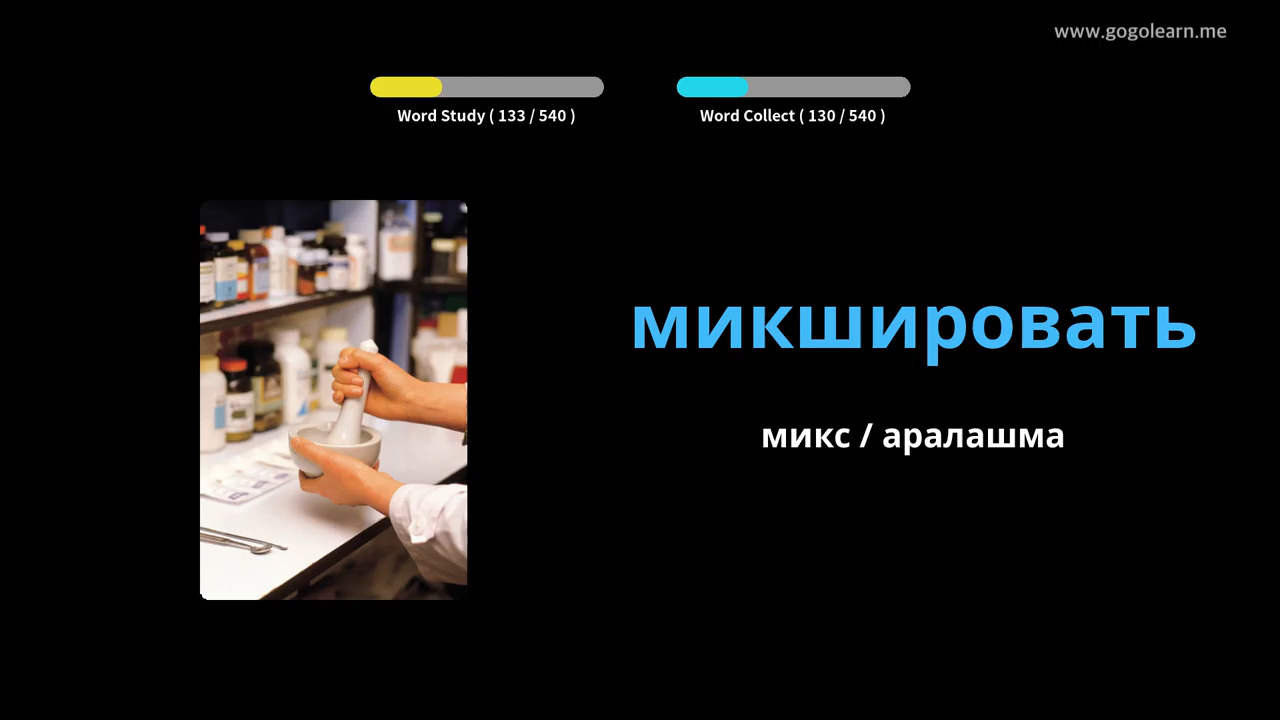 www.gogolearn.me
Word Study ( 133 / 540 )
Word Collect ( 130 / 540 )
микшировать
микс / аралашма